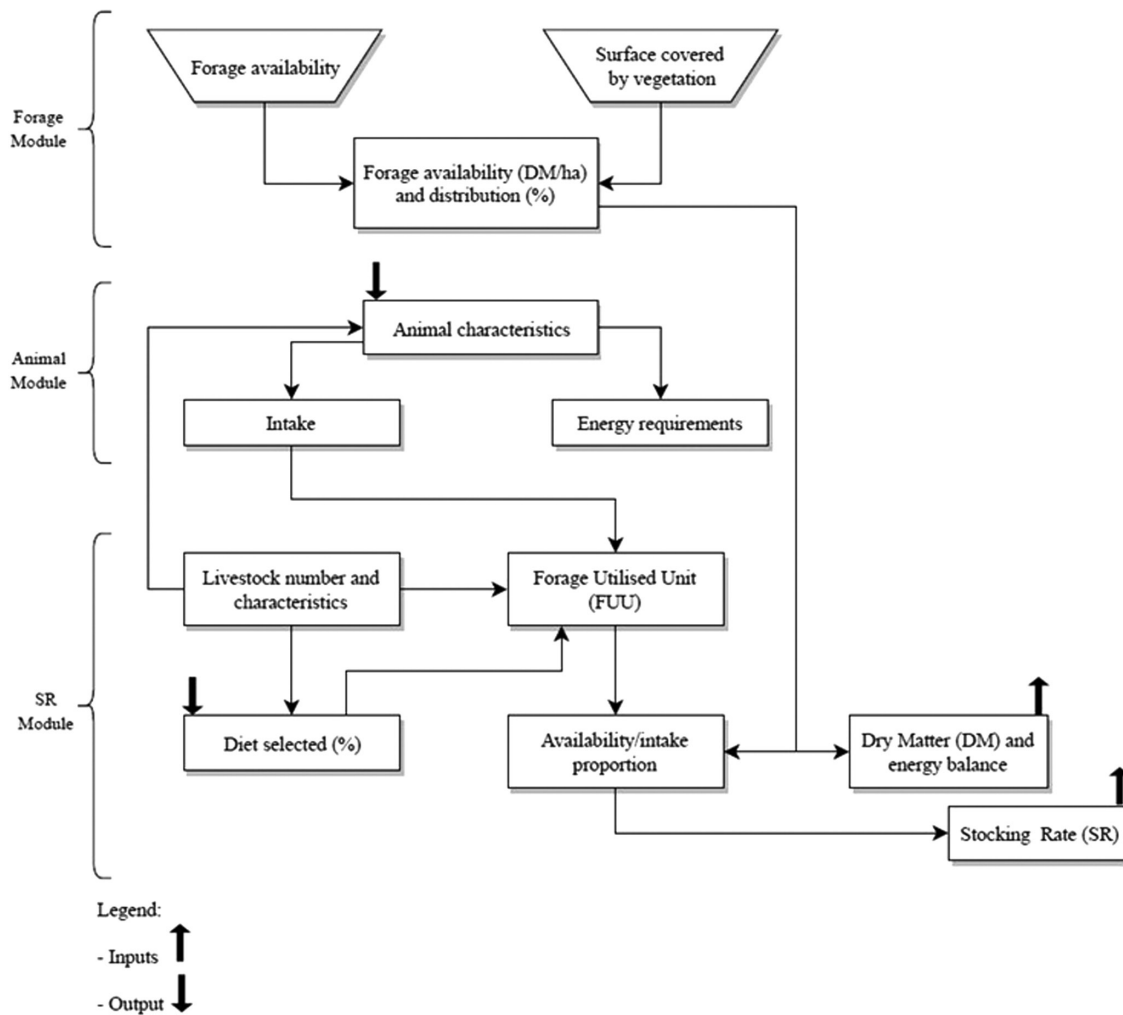 Forage availability
Surface covered
by vegetation
Forage
Module
Forage availability (DM/ha)
and distribution (%)
Animal characteristics
Animal
Module
Intake
Energy requirements
Livestock number and
characteristics
Forage Utilised Unit
(FUU)
SR
Module
Diet selected (%)
Availability/intake
proportion
Dry Matter (DM) and
energy balance
Stocking Rate (SR)
Legend:
- Inputs
- Output